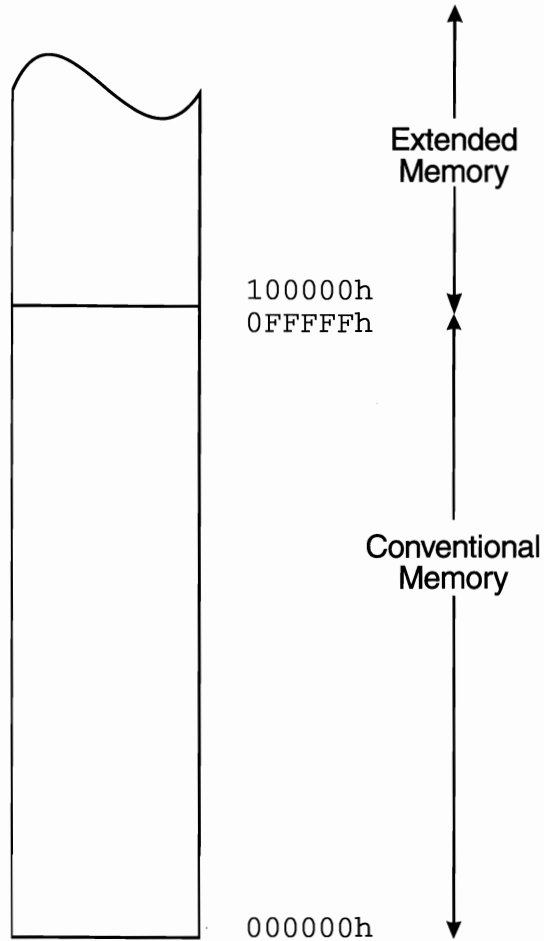 Extended
Memory
100000h
0FFFFFh
Conventional
Memory
000000h